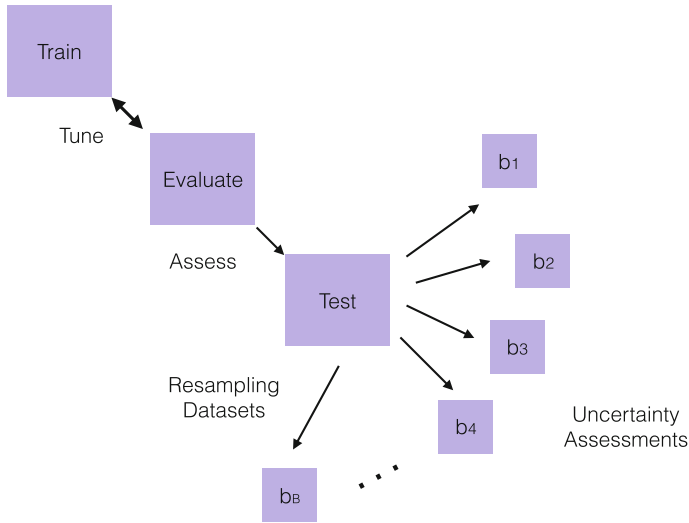 Train
Tune
Evaluate
Assess
Test
b1
b2
b3
b4
Resampling
Datasets
Uncertainty
Assessments
bB